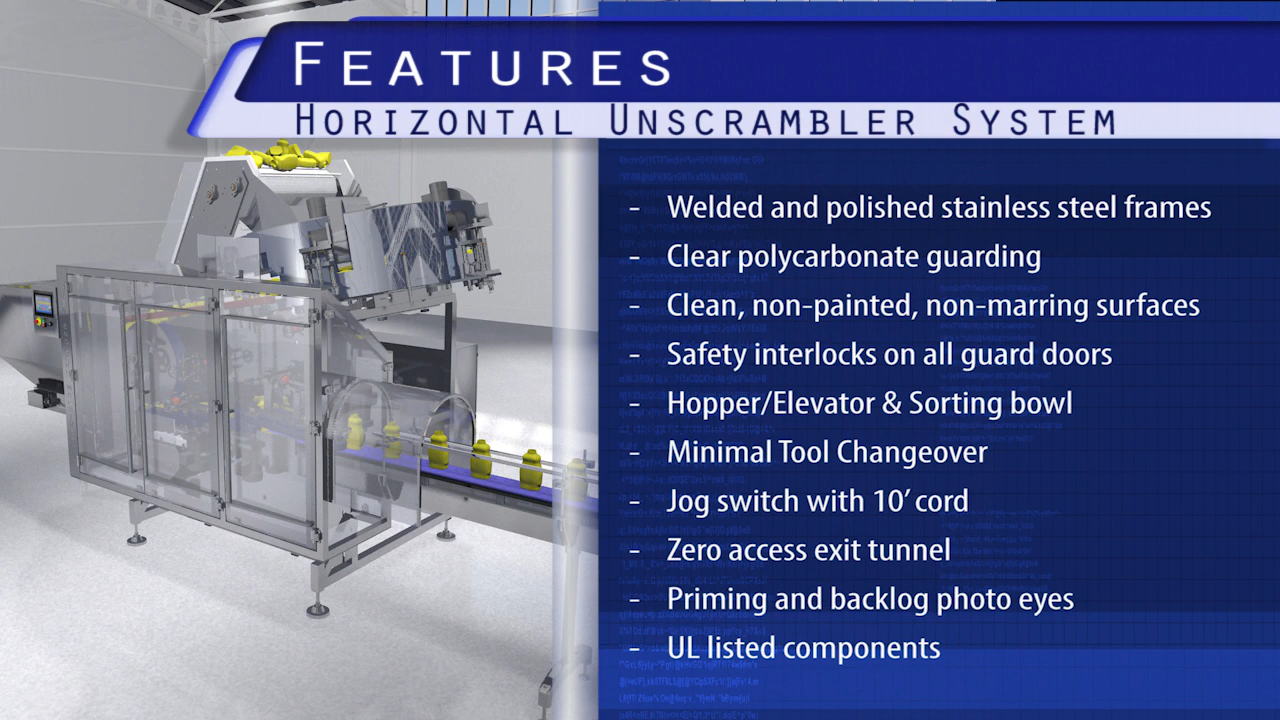 Features
Horizontal Unscrambler System
- Welded and polished stainless steel frames
- Clear polycarbonate guarding
- Clean, non-painted, non-marring surfaces
- Safety interlocks on all guard doors
- Hopper/Elevator & Sorting bowl
- Minimal Tool Changeover
- Jog switch with 10’ cord
- Zero access exit tunnel
- Priming and backlog photo eyes
- UL listed components